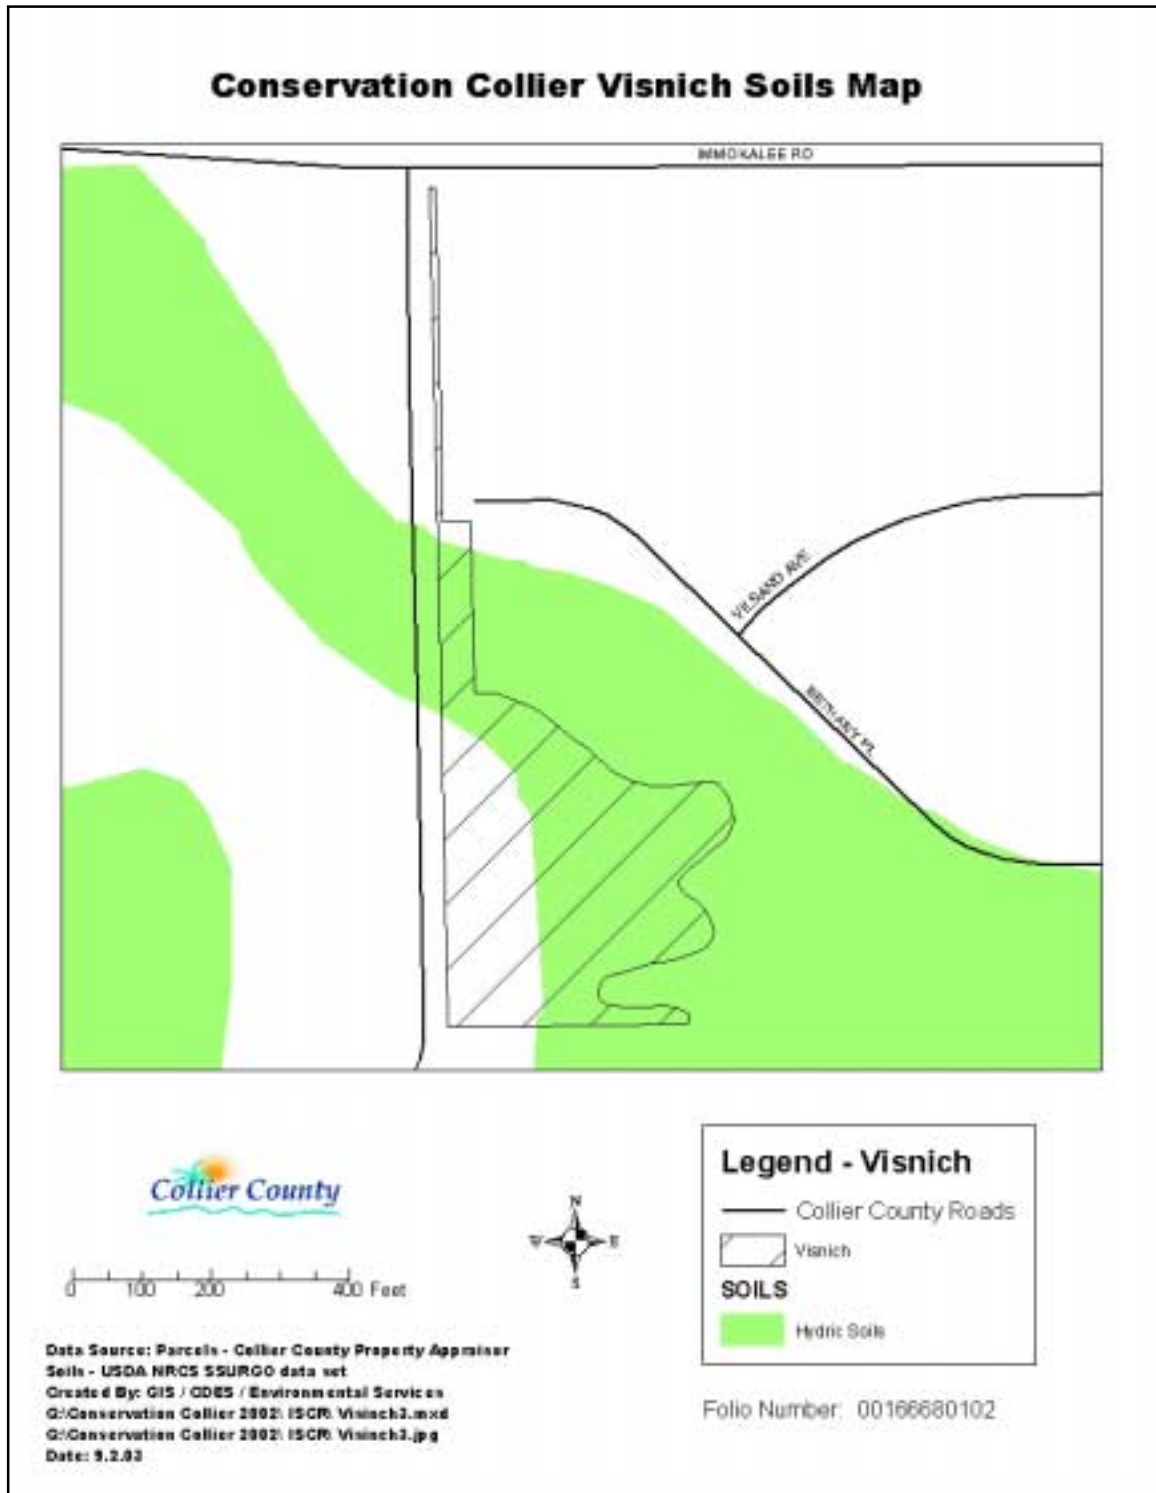 Conservation Collier Visnich Soils Map
IMMOKALEE RD
VILSAND AVE
BETHANY PL
Collier County
0 100 200 400 Feet
N
W E
S
Legend - Visnich
Collier County Roads
Visnich
SOILS
Hydric Soils
Data Source: Parcels - Collier County Property Appraiser
Soils - USDA NRCS SSURGO data set
Created By: GIS / CDES / Environmental Services
G:\Conservation Collier 2002\ ISCR\ Visinch3.mxd
G:\Conservation Collier 2002\ ISCR\ Visinch3.jpg
Date: 9.2.03
Folio Number: 00166680102